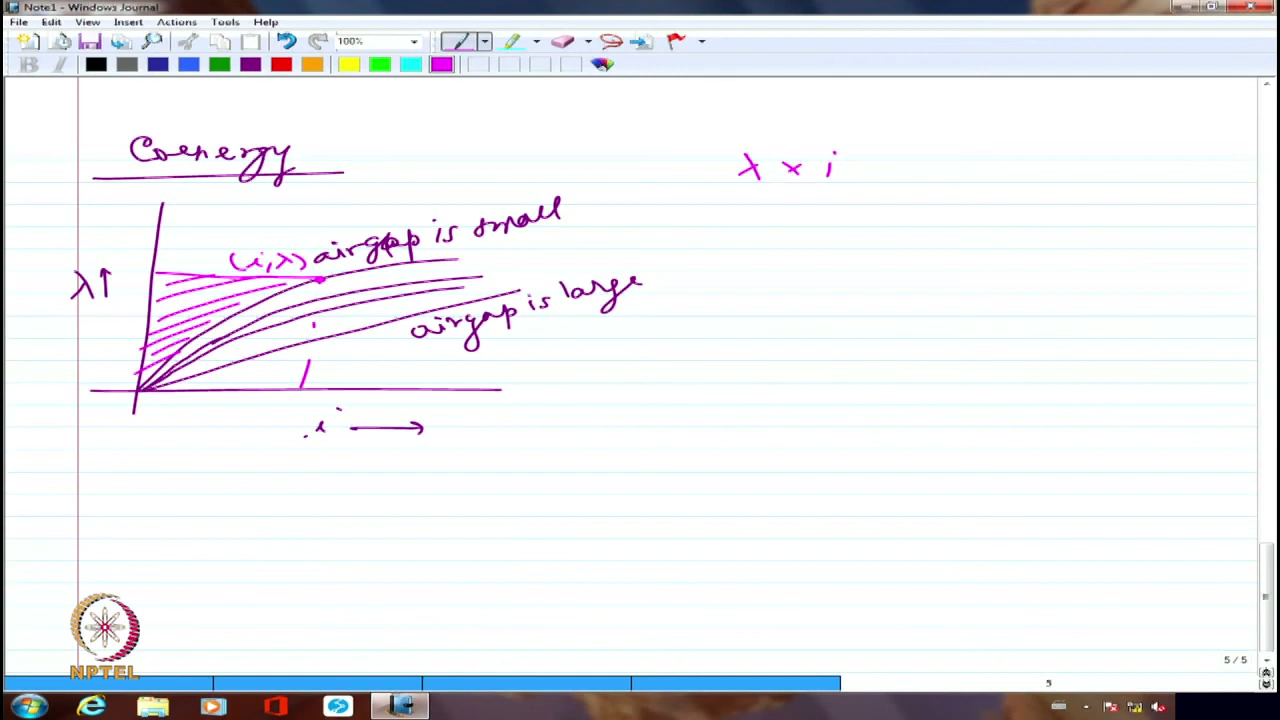 Note1 - Windows Journal
File Edit View Insert Actions Tools Help
100%
B I
Coenergy
λ × i
(i,λ) airgap is small
λ↑
airgap is large
i →
NPTEL
5 / 5
5